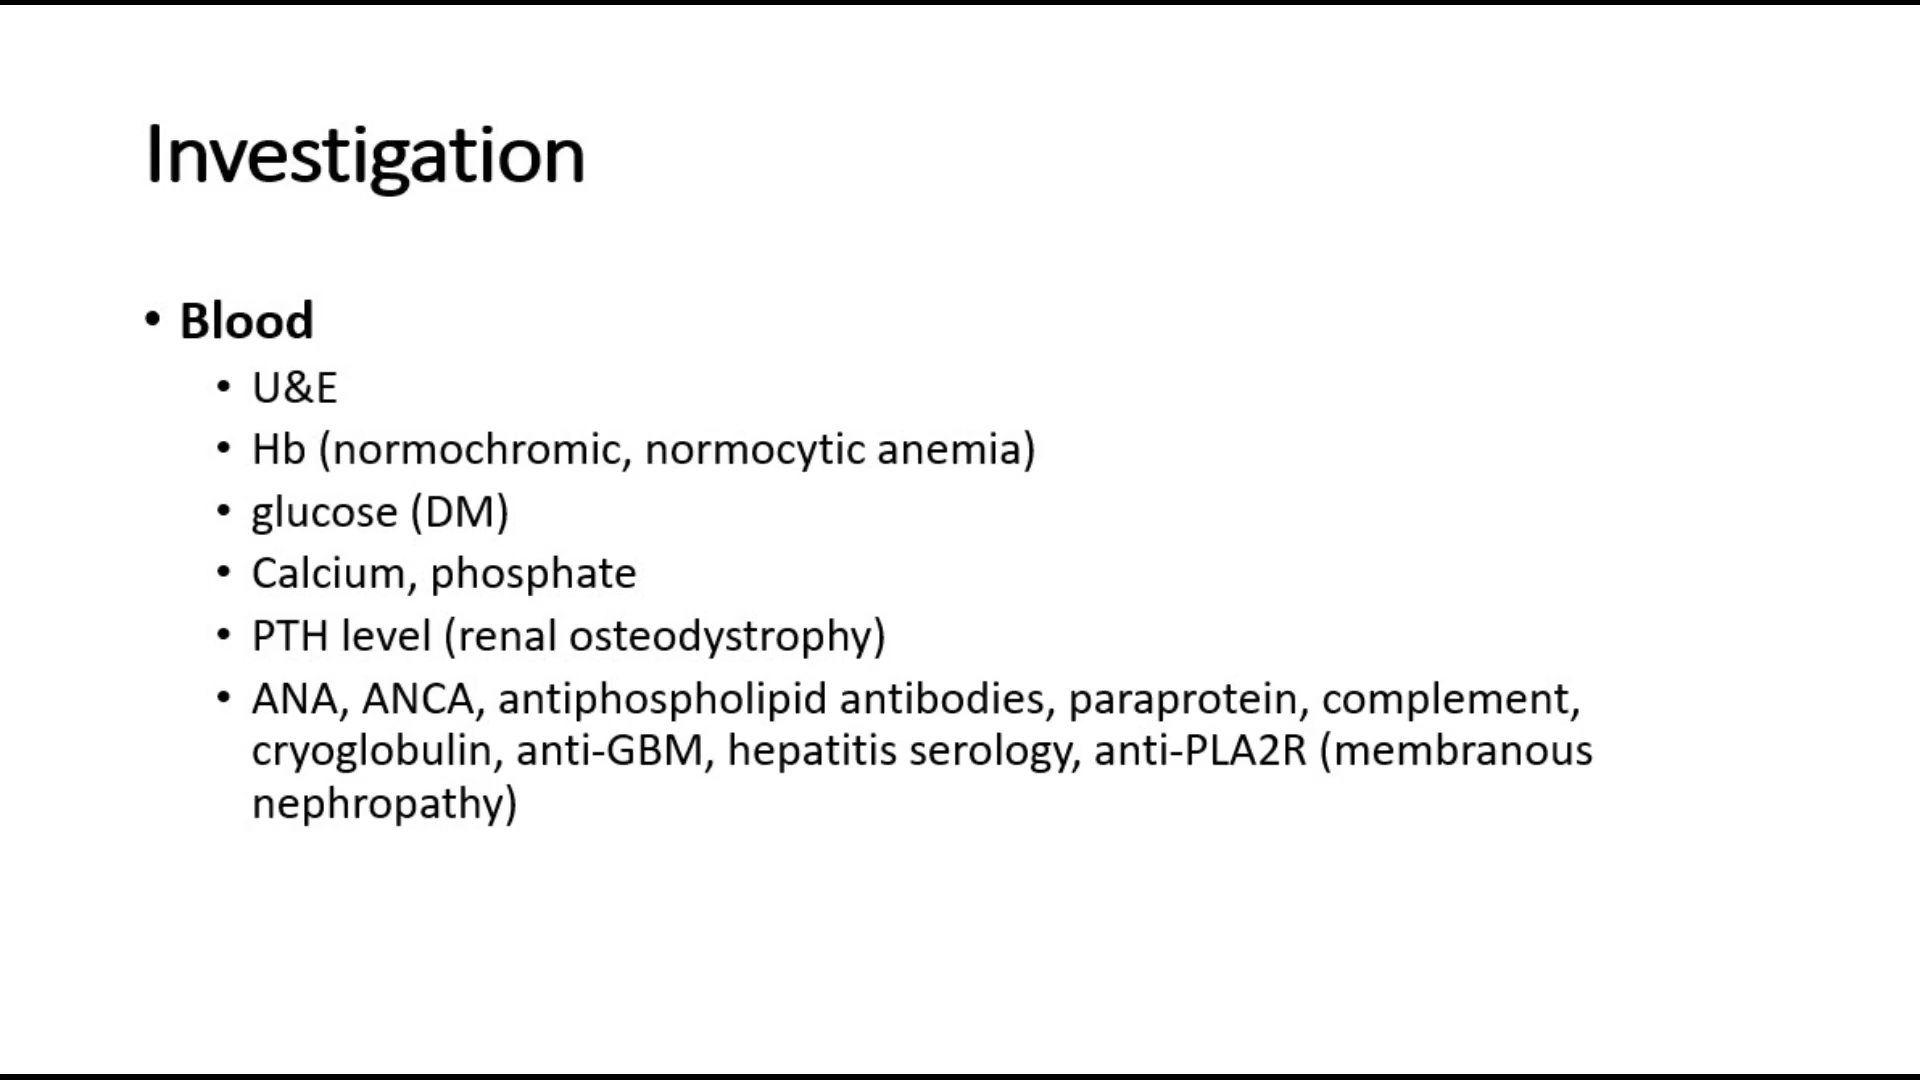 Investigation
• Blood
• U&E
• Hb (normochromic, normocytic anemia)
• glucose (DM)
• Calcium, phosphate
• PTH level (renal osteodystrophy)
• ANA, ANCA, antiphospholipid antibodies, paraprotein, complement,
cryoglobulin, anti-GBM, hepatitis serology, anti-PLA2R (membranous
nephropathy)